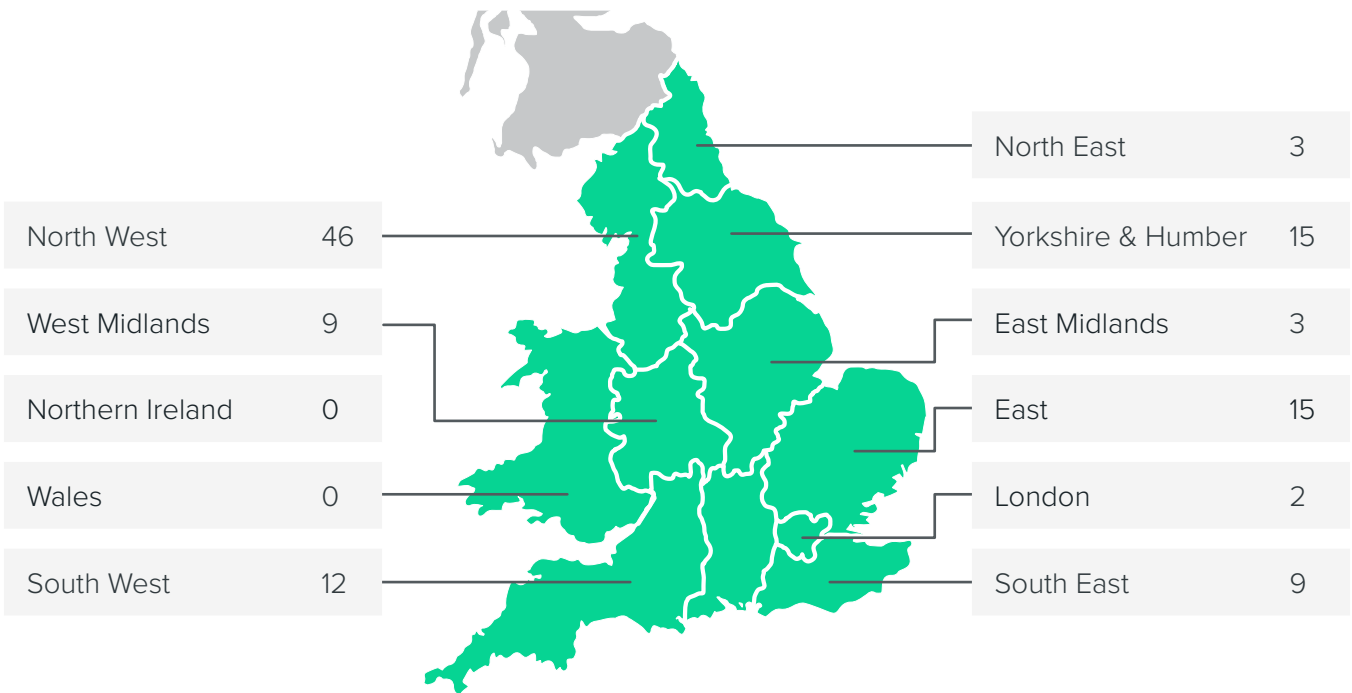 North West 46
West Midlands 9
Northern Ireland 0
Wales 0
South West 12
North East 3
Yorkshire & Humber 15
East Midlands 3
East 15
London 2
South East 9